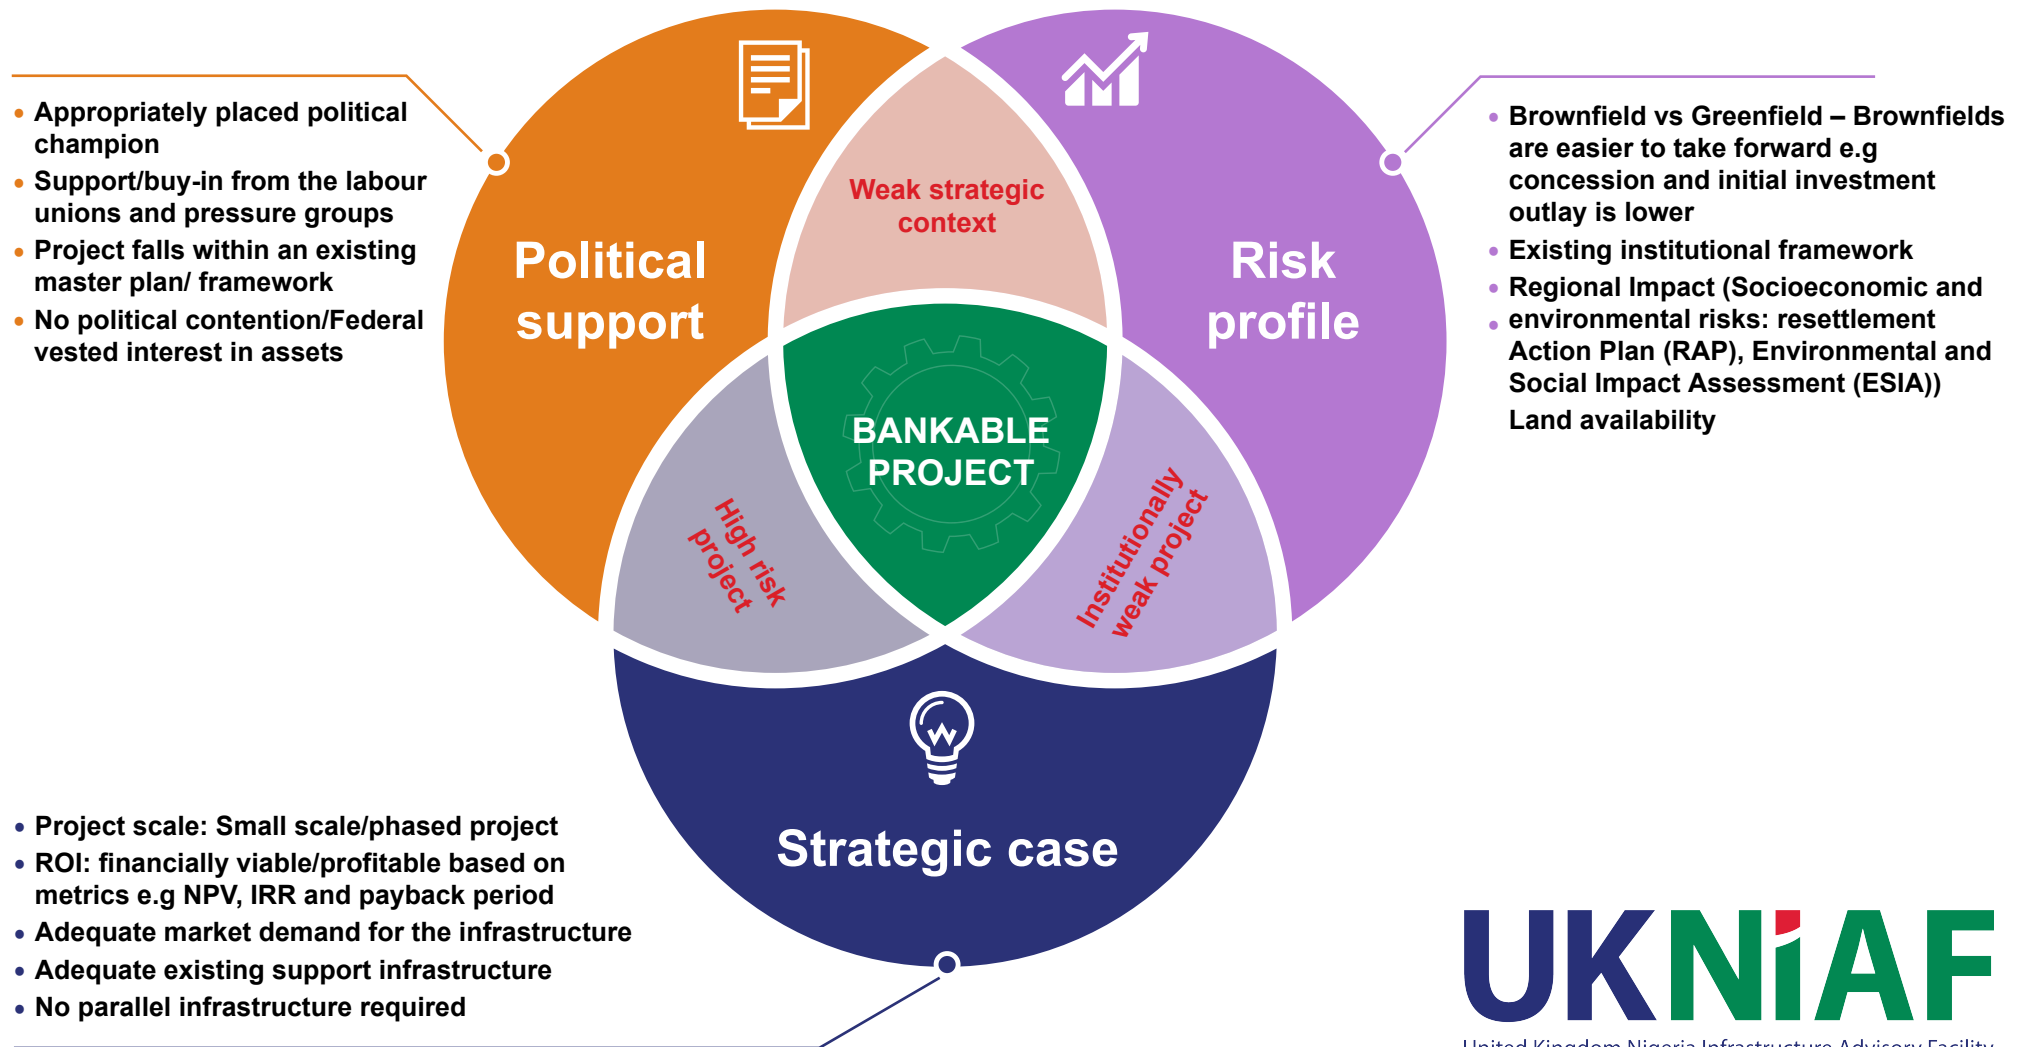 Appropriately placed political
champion
Support/buy-in from the labour
unions and pressure groups
Project falls within an existing
master plan/ framework
No political contention/Federal
vested interest in assets
Political
support
Weak strategic
context
Risk
profile
Brownfield vs Greenfield – Brownfields
are easier to take forward e.g
concession and initial investment
outlay is lower
Existing institutional framework
Regional Impact (Socioeconomic and
environmental risks: resettlement
Action Plan (RAP), Environmental and
Social Impact Assessment (ESIA))
Land availability
BANKABLE
PROJECT
High risk
project
Institutionally
weak project
Strategic case
Project scale: Small scale/phased project
ROI: financially viable/profitable based on
metrics e.g NPV, IRR and payback period
Adequate market demand for the infrastructure
Adequate existing support infrastructure
No parallel infrastructure required
UKNiAF
United Kingdom Nigeria Infrastructure Advisory Facility